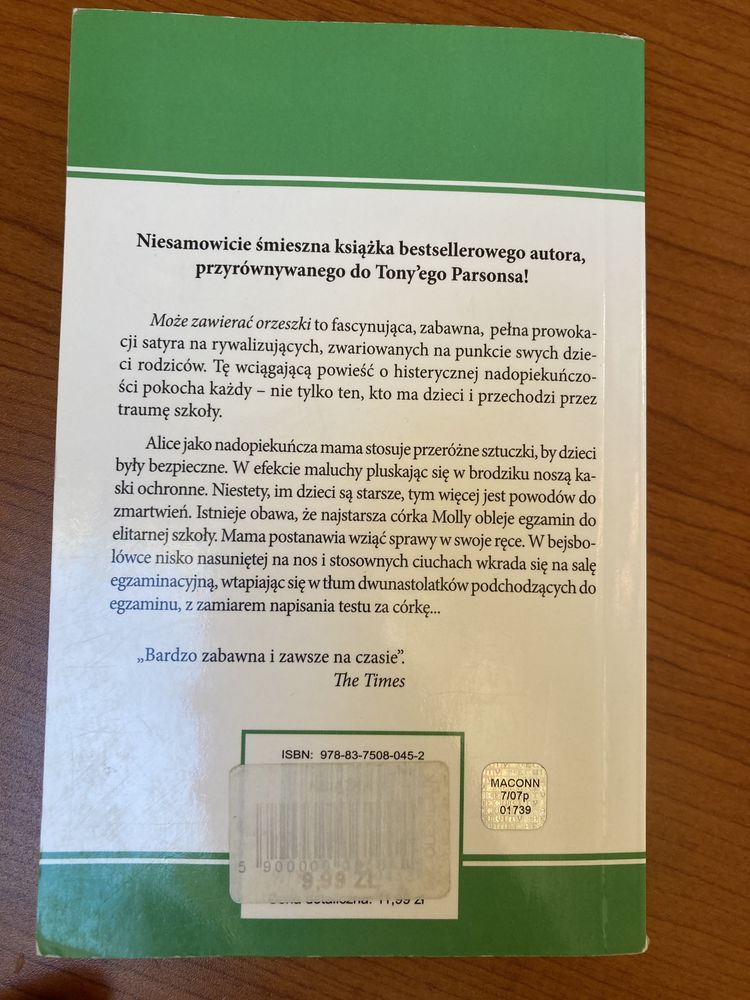 Niesamowicie śmieszna książka bestsellerowego autora,
przyrównywanego do Tony’ego Parsonsa!
Może zawierać orzeszki to fascynująca, zabawna, pełna prowoka-
cji satyra na rywalizujących, zwariowanych na punkcie swych dzie-
ci rodziców. Tę wciągającą powieść o histerycznej nadopiekuńczo-
ści pokocha każdy – nie tylko ten, kto ma dzieci i przechodzi przez
traumę szkoły.
Alice jako nadopiekuńcza mama stosuje przeróżne sztuczki, by dzieci
były bezpieczne. W efekcie maluchy pluskając się w brodziku noszą ka-
ski ochronne. Niestety, im dzieci są starsze, tym więcej jest powodów do
zmartwień. Istnieje obawa, że najstarsza córka Molly obleje egzamin do
elitarnej szkoły. Mama postanawia wziąć sprawy w swoje ręce. W bejsbo-
lówce nisko nasuniętej na nos i stosownych ciuchach wkrada się na salę
egzaminacyjną, wtapiając się w tłum dwunastolatków podchodzących do
egzaminu, z zamiarem napisania testu za córkę...
„Bardzo zabawna i zawsze na czasie”.
The Times
ISBN: 978-83-7508-045-2
MACONN
7/07p
01739
9,99 ZŁ
Cena detaliczna: 11,99 zł